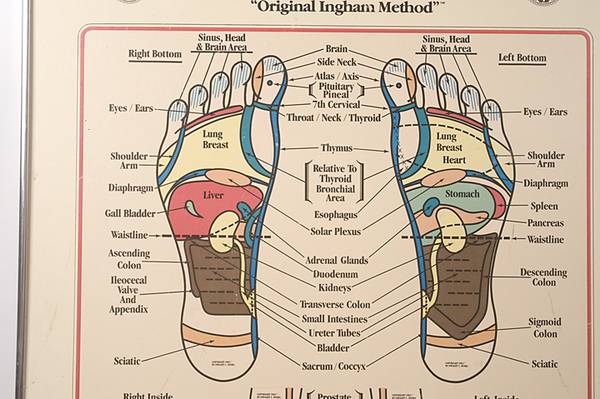 "Original Ingham Method"™
Sinus, Head
& Brain Area
Sinus, Head
& Brain Area
Right Bottom
Left Bottom
Brain
Side Neck
Atlas / Axis
Pituitary
Pineal
7th Cervical
Throat / Neck / Thyroid
Eyes / Ears
Eyes / Ears
Lung
Breast
Lung
Breast
Heart
Thymus
Shoulder
Arm
Shoulder
Arm
Relative To
Thyroid
Bronchial
Area
Diaphragm
Diaphragm
Liver
Stomach
Esophagus
Gall Bladder
Spleen
Solar Plexus
Pancreas
Waistline
Waistline
Ascending
Colon
Adrenal Glands
Duodenum
Kidneys
Descending
Colon
Ileocecal
Valve
And
Appendix
Transverse Colon
Small Intestines
Ureter Tubes
Bladder
Sigmoid
Colon
Sciatic
Sacrum / Coccyx
Sciatic
Right Inside
Prostate
Left Inside